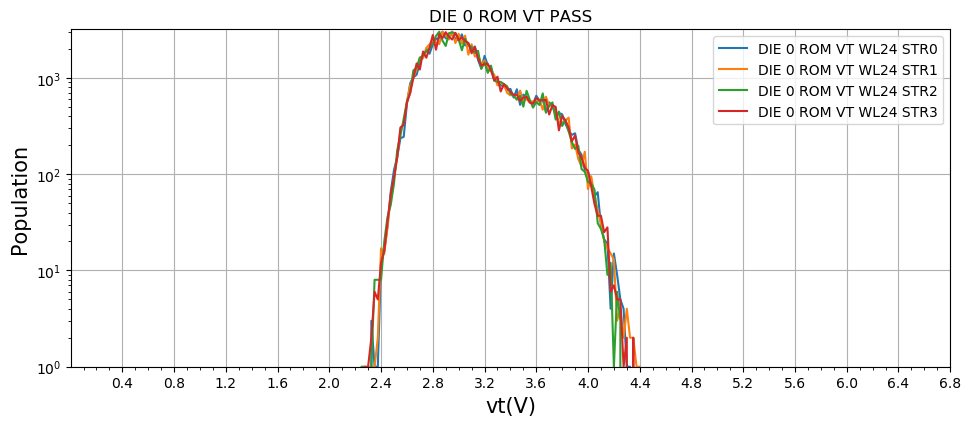 DIE 0 ROM VT PASS
DIE 0 ROM VT WL24 STR0
DIE 0 ROM VT WL24 STR1
DIE 0 ROM VT WL24 STR2
DIE 0 ROM VT WL24 STR3
Population
10³
10²
10¹
10⁰
0.4 0.8 1.2 1.6 2.0 2.4 2.8 3.2 3.6 4.0 4.4 4.8 5.2 5.6 6.0 6.4 6.8
vt(V)